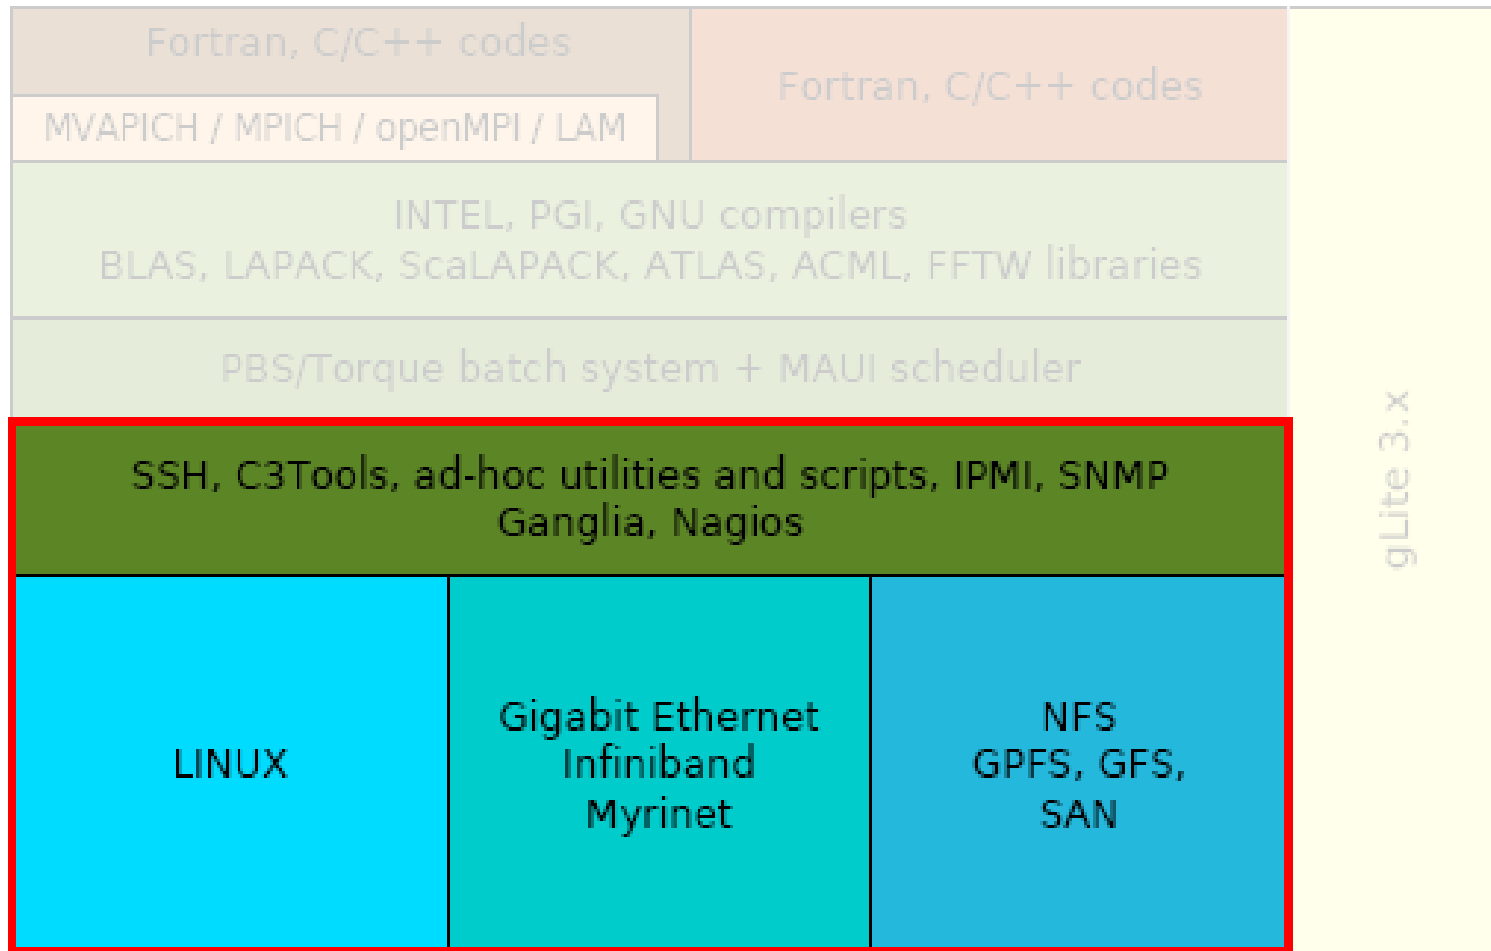 Fortran, C/C++ codes
MVAPICH / MPICH / openMPI / LAM
Fortran, C/C++ codes
INTEL, PGI, GNU compilers
BLAS, LAPACK, ScaLAPACK, ATLAS, ACML, FFTW libraries
PBS/Torque batch system + MAUI scheduler
SSH, C3Tools, ad-hoc utilities and scripts, IPMI, SNMP
Ganglia, Nagios
LINUX
Gigabit Ethernet
Infiniband
Myrinet
NFS
GPFS, GFS,
SAN
gLite 3.x